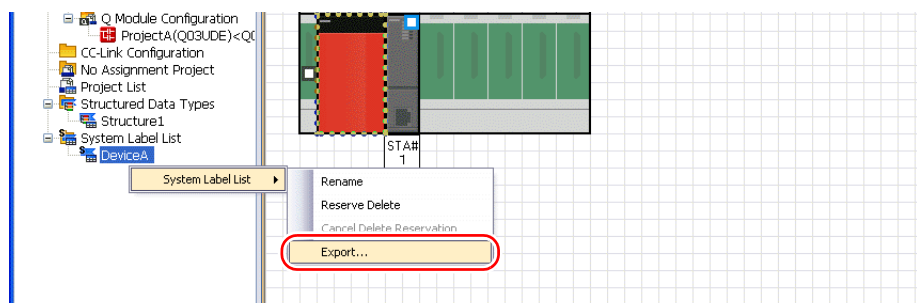 Q Module Configuration
ProjectA(Q03UDE)<Q(
CC-Link Configuration
No Assignment Project
Project List
Structured Data Types
Structure1
System Label List
DeviceA
STA#
1
System Label List
Rename
Reserve Delete
Cancel Delete Reservation
Export...